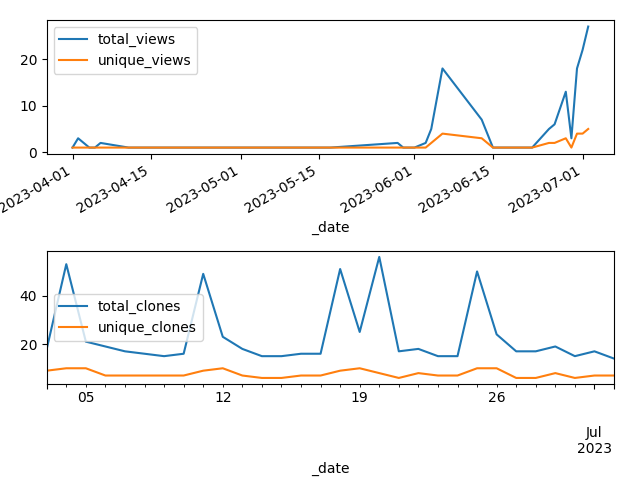 total_views
unique_views
20
10
0
2023-04-01
2023-04-15
2023-05-01
2023-05-15
2023-06-01
2023-06-15
2023-07-01
_date
total_clones
unique_clones
40
20
05
12
19
26
Jul
2023
_date